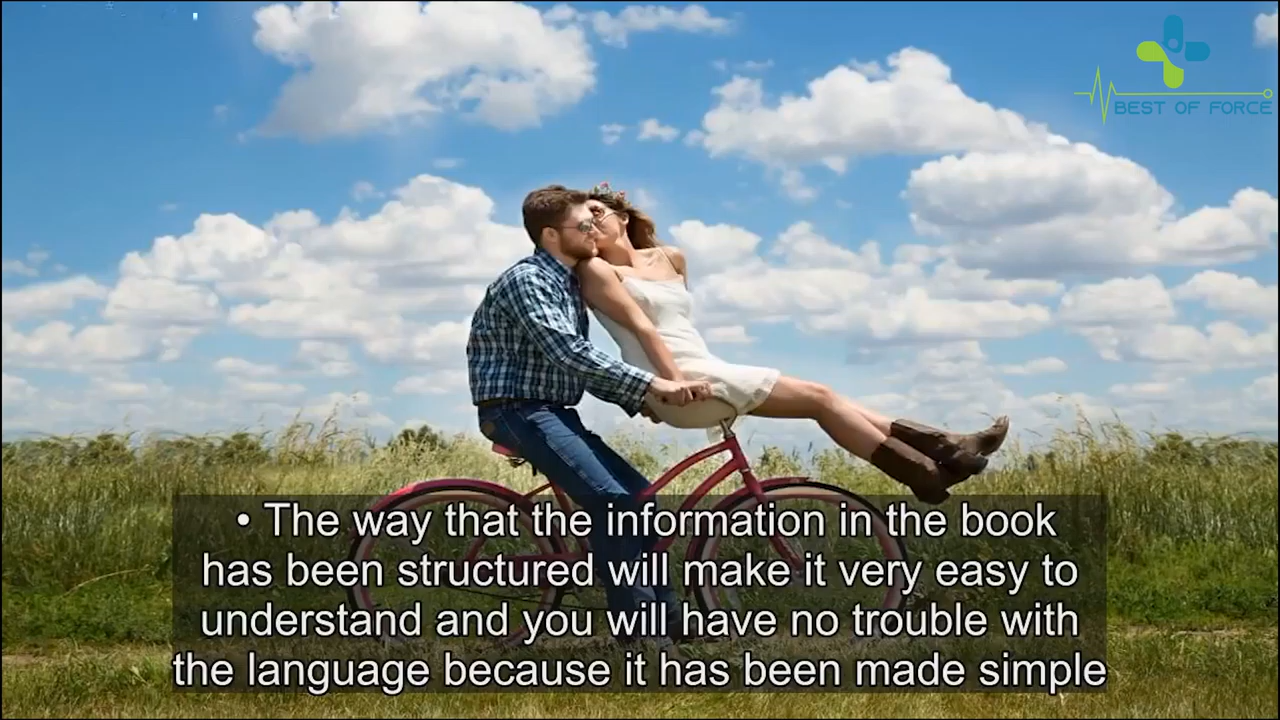 BEST OF FORCE
• The way that the information in the book
has been structured will make it very easy to
understand and you will have no trouble with
the language because it has been made simple